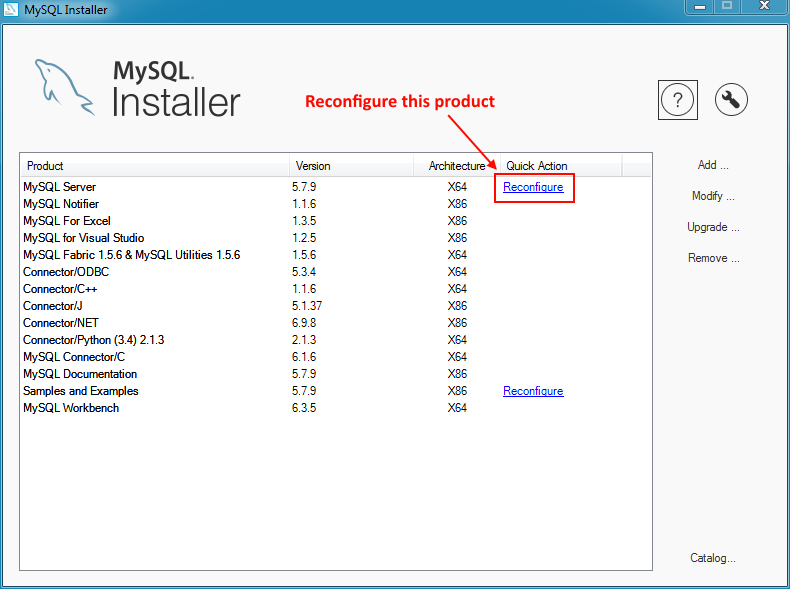 MySQL Installer
MySQL.
Installer
Reconfigure this product
?
Product Version Architecture Quick Action
MySQL Server 5.7.9 X64 Reconfigure
MySQL Notifier 1.1.6 X86
MySQL For Excel 1.3.5 X86
MySQL for Visual Studio 1.2.5 X86
MySQL Fabric 1.5.6 & MySQL Utilities 1.5.6 1.5.6 X64
Connector/ODBC 5.3.4 X64
Connector/C++ 1.1.6 X64
Connector/J 5.1.37 X86
Connector/NET 6.9.8 X86
Connector/Python (3.4) 2.1.3 2.1.3 X64
MySQL Connector/C 6.1.6 X64
MySQL Documentation 5.7.9 X86
Samples and Examples 5.7.9 X86 Reconfigure
MySQL Workbench 6.3.5 X64
Add ...
Modify ...
Upgrade ...
Remove ...
Catalog...